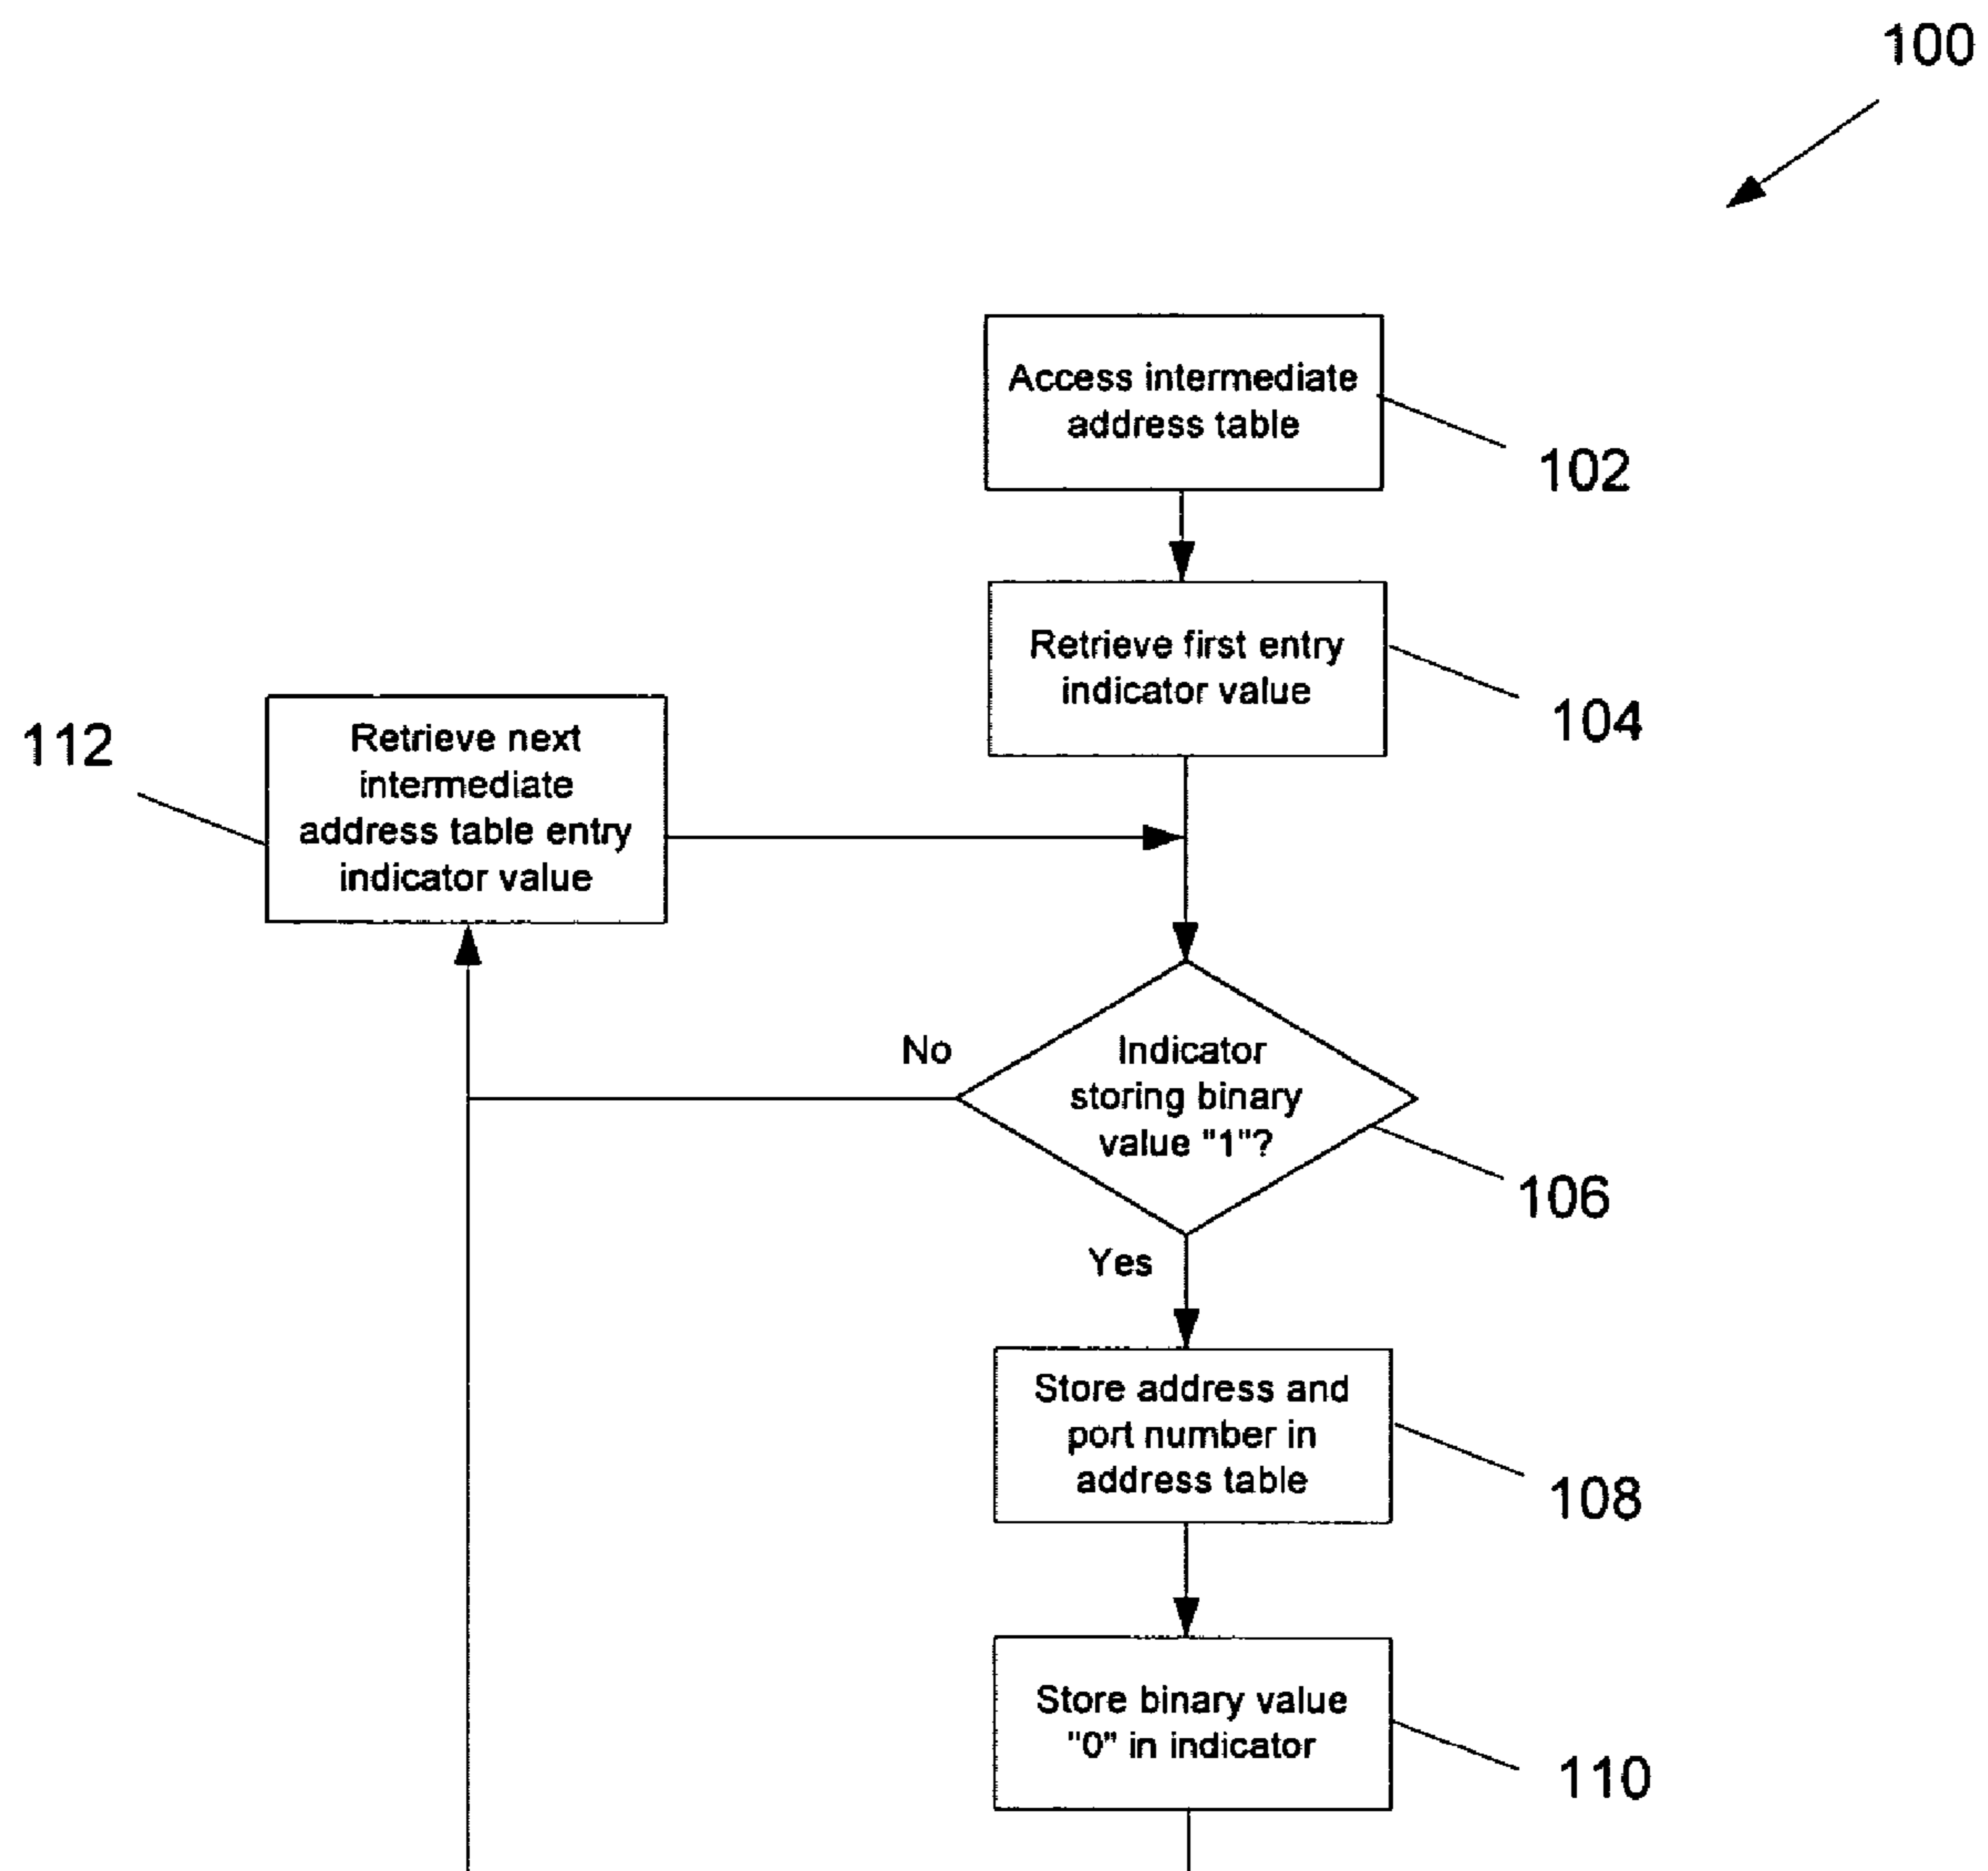 100
Access intermediate
address table
102
Retrieve first entry
indicator value
104
112
Retrieve next
intermediate
address table entry
indicator value
No
Indicator
storing binary
value "1"?
106
Yes
Store address and
port number in
address table
108
Store binary value
"0" in indicator
110